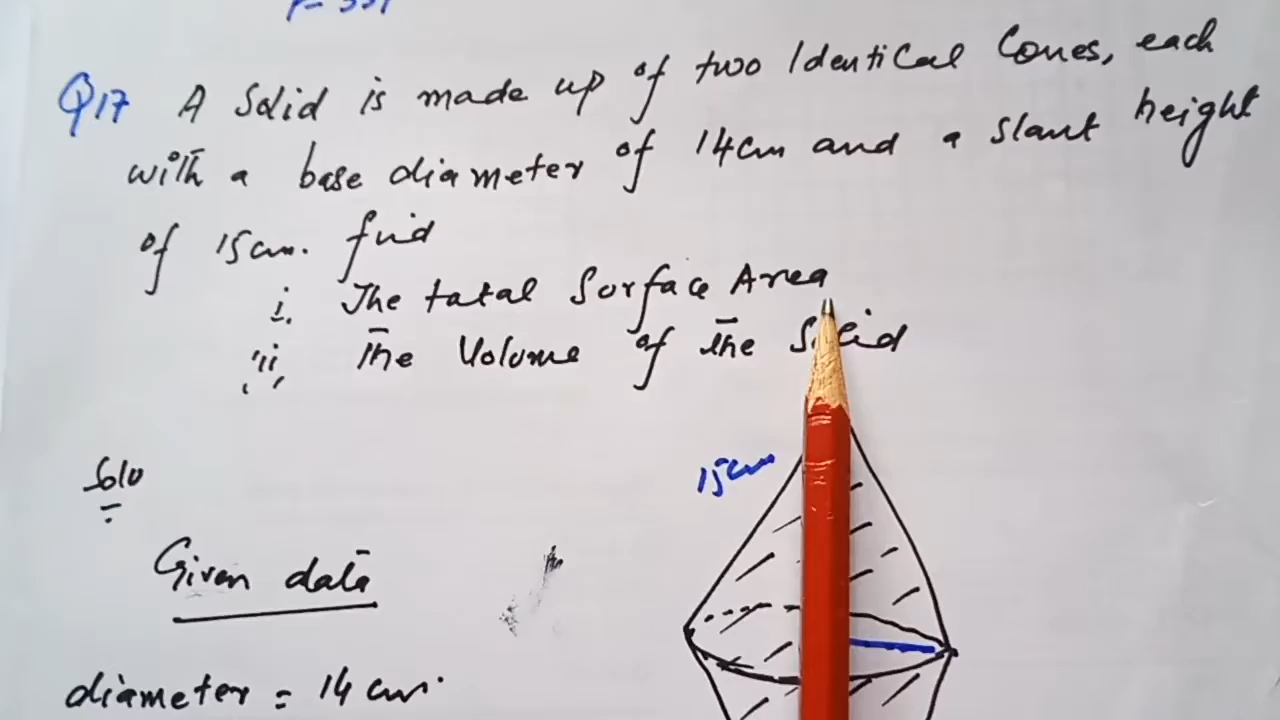 Q17 A Solid is made up of two Identical Cones, each
with a base diameter of 14cm and a slant height
of 15cm. find
i. The total Surface Area
ii The Volume of the Solid
Solu
15cm
Given data
diameter = 14 cm.